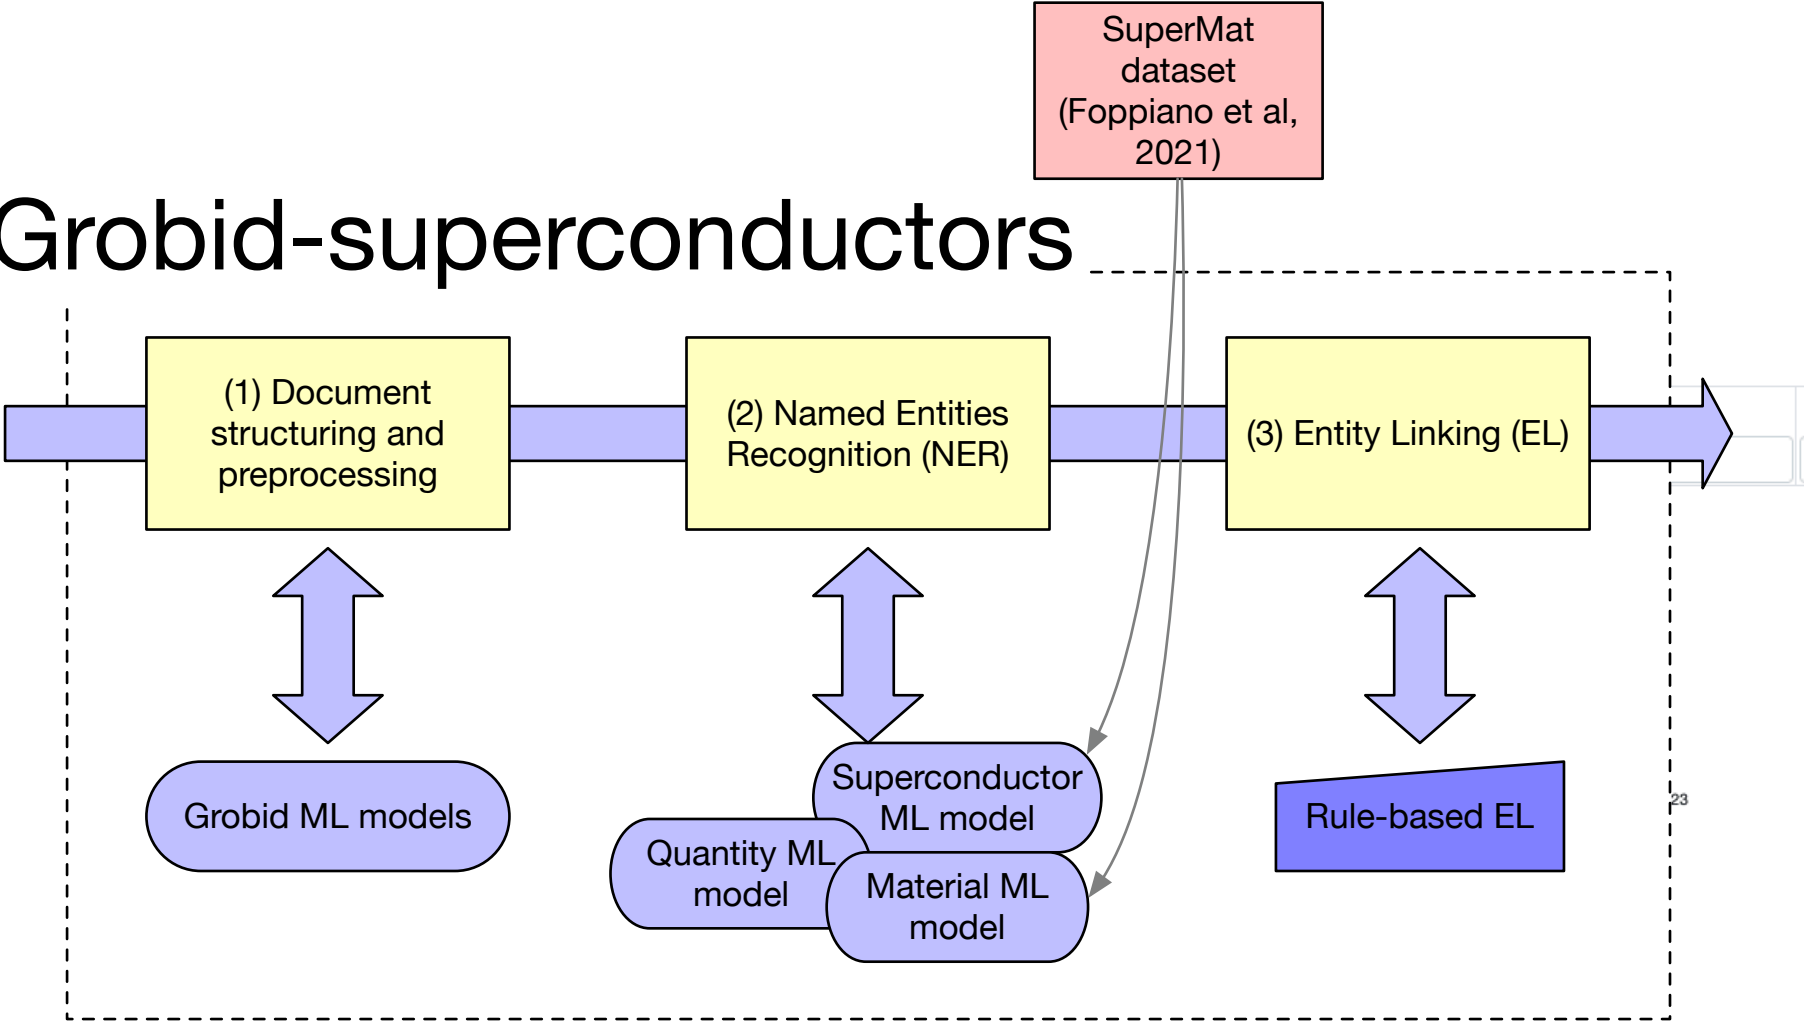 SuperMat
dataset
(Foppiano et al,
2021)
Grobid-superconductors
(1) Document
structuring and
preprocessing
(2) Named Entities
Recognition (NER)
(3) Entity Linking (EL)
Grobid ML models
Superconductor
ML model
Quantity ML
model
Material ML
model
Rule-based EL
23